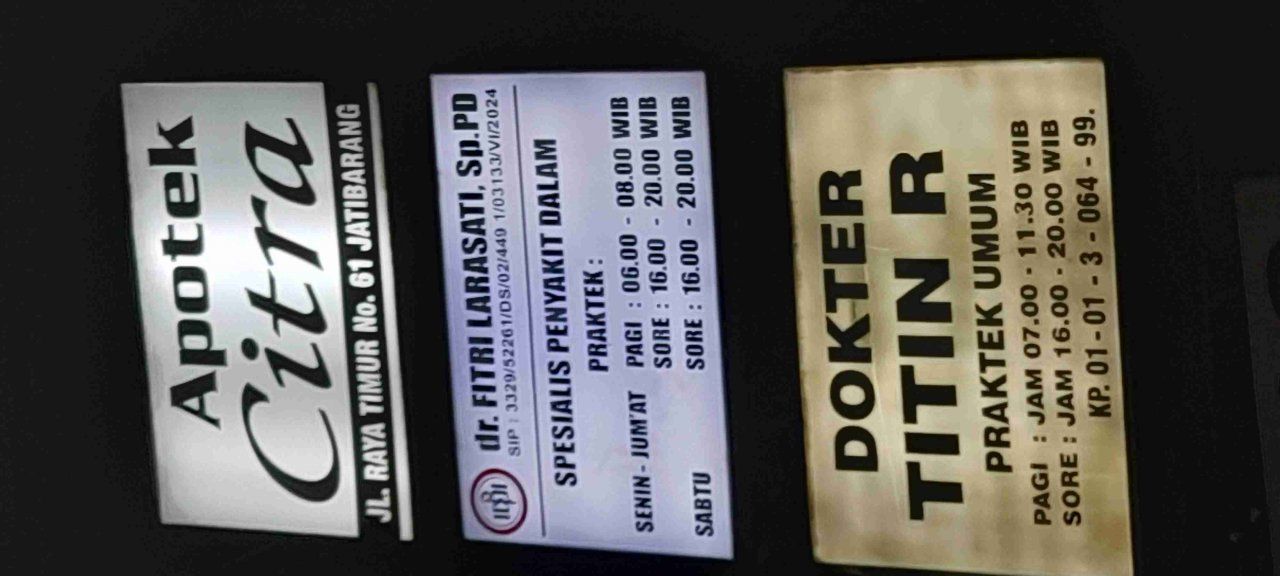 Apotek
Citra
JL. RAYA TIMUR No. 61 JATIBARANG
dr. FITRI LARASATI, Sp.PD
SIP : 3329/52261/DS/02/449 1/03133/VI/2024
SPESIALIS PENYAKIT DALAM
PRAKTEK :
SENIN - JUM'AT PAGI : 06.00 - 08.00 WIB
SORE : 16.00 - 20.00 WIB
SABTU SORE : 16.00 - 20.00 WIB
DOKTER
TITIN R
PRAKTEK UMUM
PAGI : JAM 07.00 - 11.30 WIB
SORE : JAM 16.00 - 20.00 WIB
KP. 01 - 01 - 3 - 064 - 99.